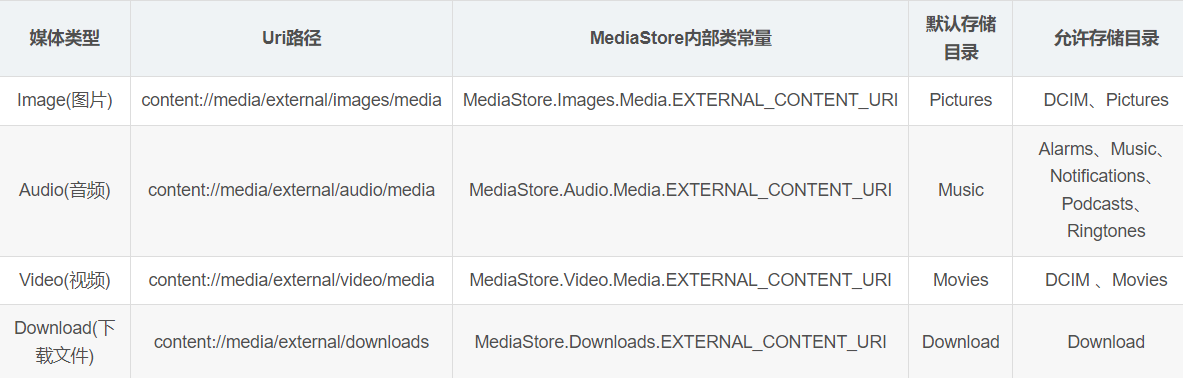 媒体类型 Uri路径 MediaStore内部类常量 默认存储
目录 允许存储目录
Image(图片) content://media/external/images/media MediaStore.Images.Media.EXTERNAL_CONTENT_URI Pictures DCIM、Pictures
Audio(音频) content://media/external/audio/media MediaStore.Audio.Media.EXTERNAL_CONTENT_URI Music Alarms、Music、
Notifications、
Podcasts、
Ringtones
Video(视频) content://media/external/video/media MediaStore.Video.Media.EXTERNAL_CONTENT_URI Movies DCIM 、Movies
Download(下
载文件) content://media/external/downloads MediaStore.Downloads.EXTERNAL_CONTENT_URI Download Download